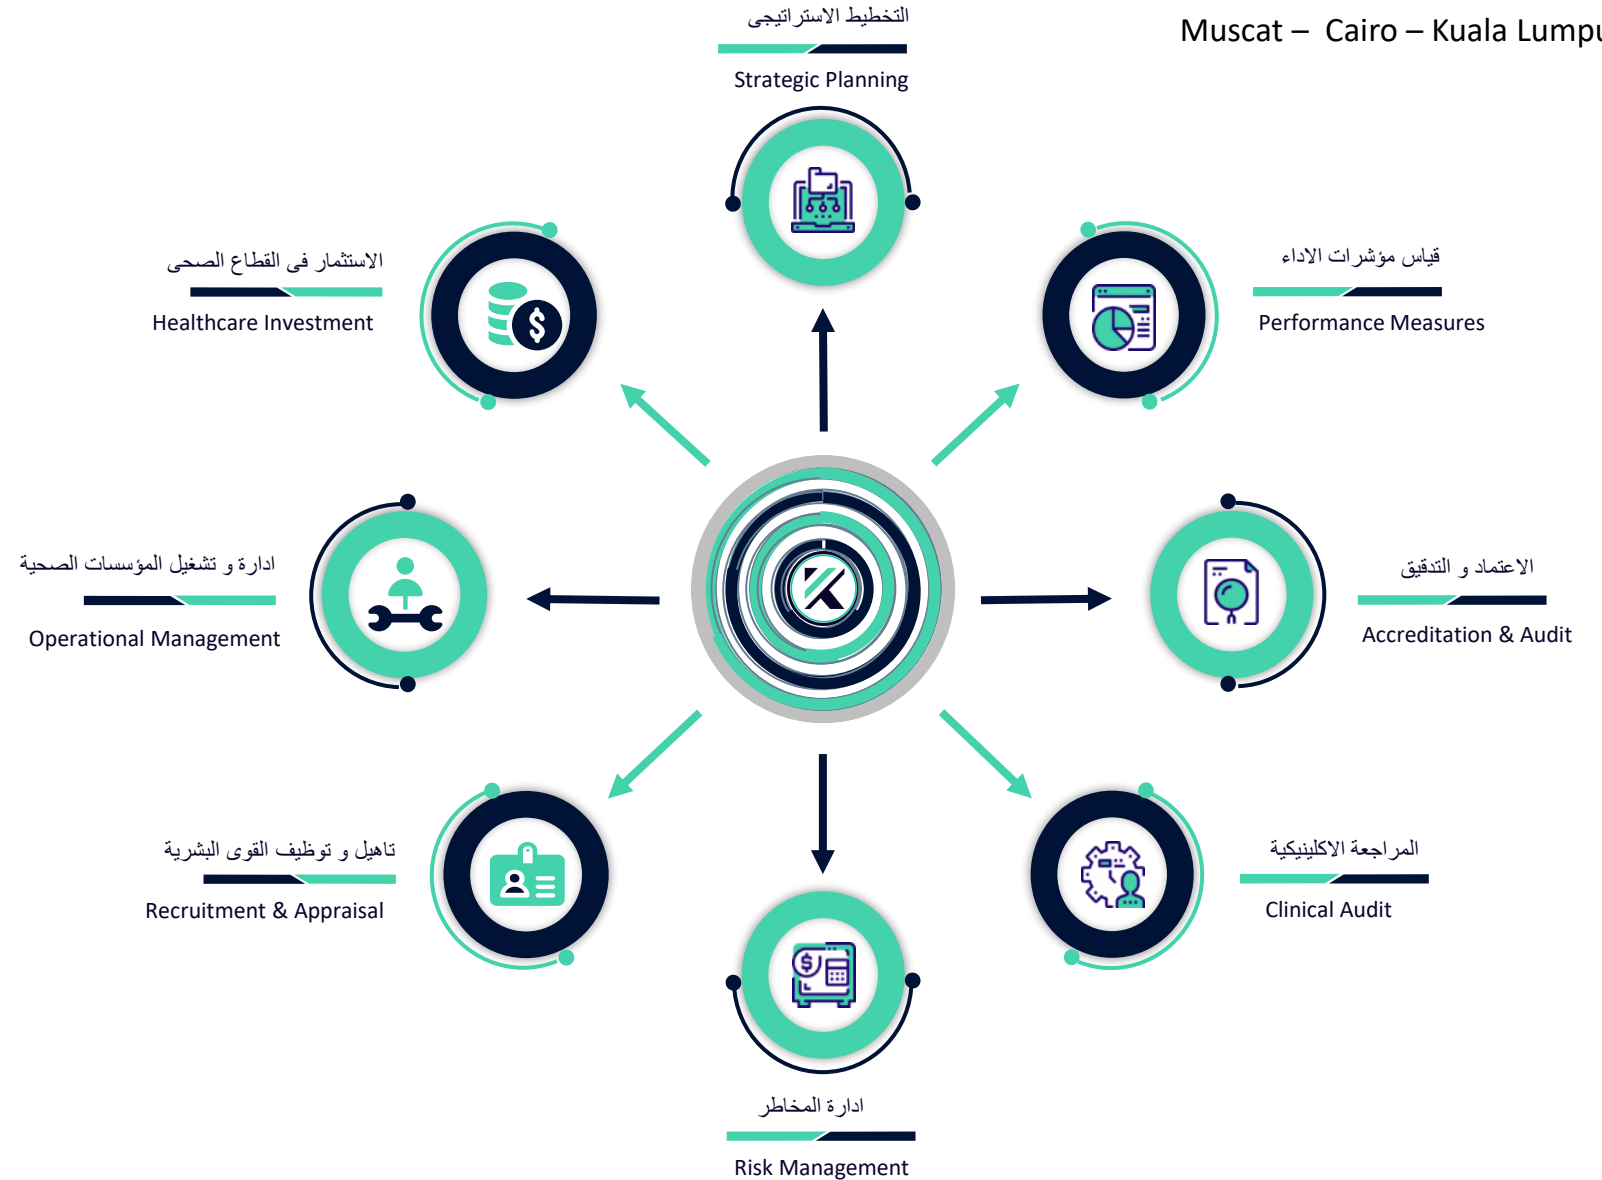 التخطيط الاستراتيجى
Strategic Planning
Muscat – Cairo – Kuala Lumpu
قياس مؤشرات الاداء
Performance Measures
الاعتماد و التدقيق
Accreditation & Audit
المراجعة الاكلينيكية
Clinical Audit
ادارة المخاطر
Risk Management
تاهيل و توظيف القوى البشرية
Recruitment & Appraisal
ادارة و تشغيل المؤسسات الصحية
Operational Management
الاستثمار فى القطاع الصحى
Healthcare Investment